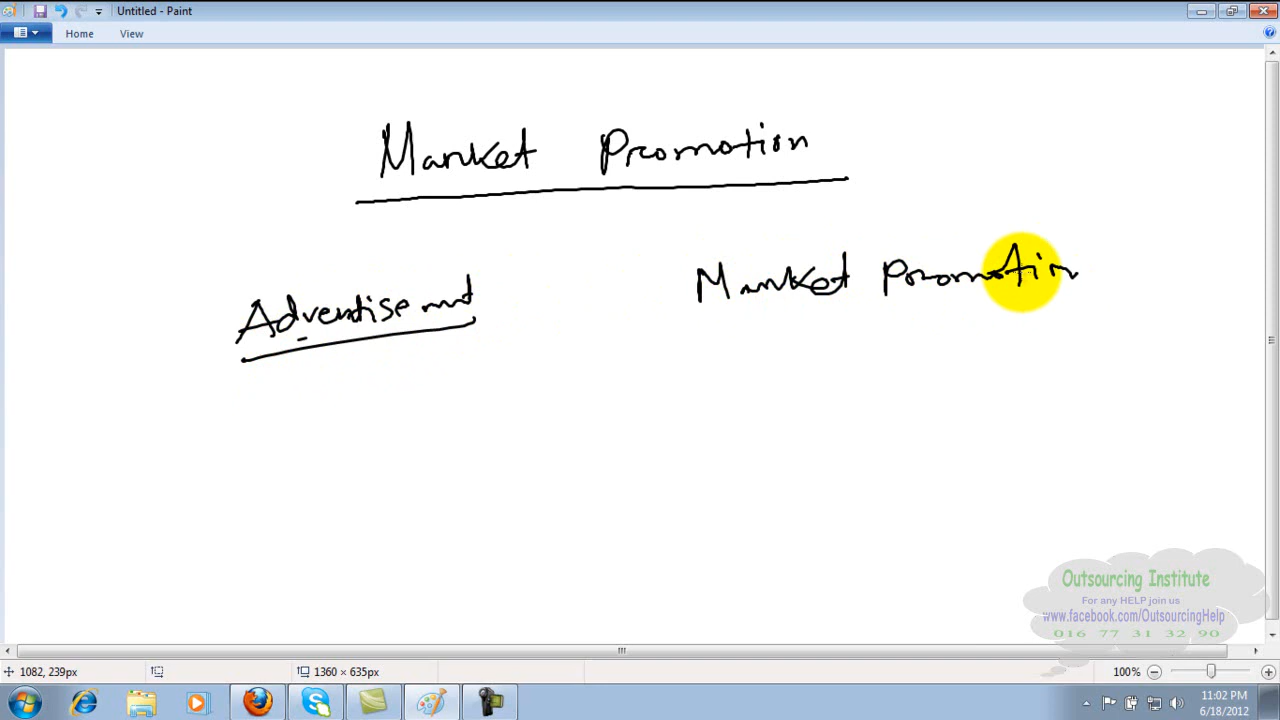 Untitled - Paint
Home View
Market Promotion
Advertisement Market Promotion
Outsourcing Institute
For any HELP join us
www.facebook.com/OutsourcingHelp
016 77 31 32 90
1082, 239px 1360 × 635px 100%
11:02 PM
6/18/2012